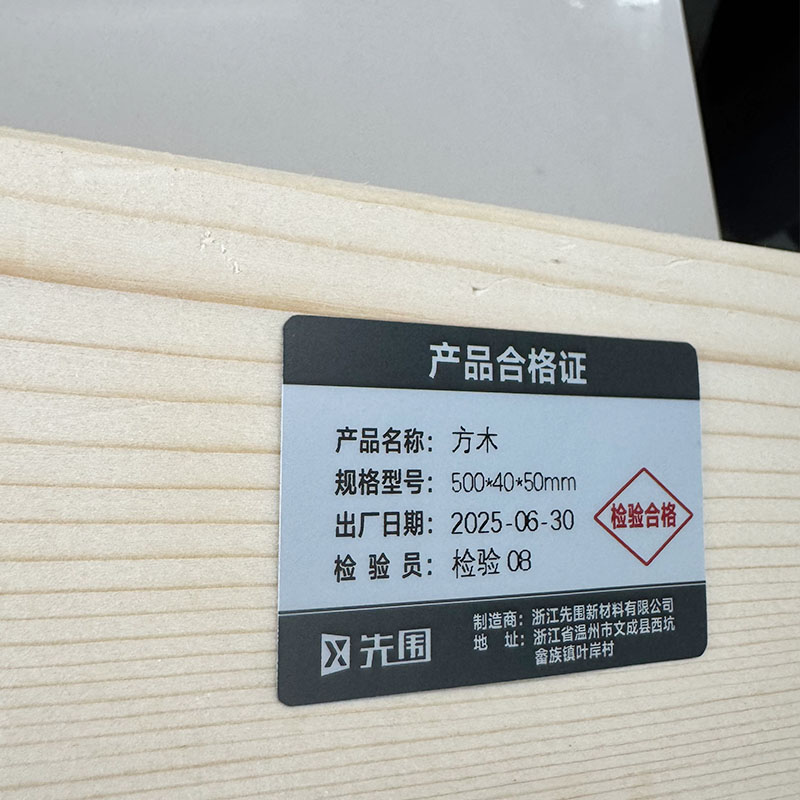 产品合格证
产品名称：方木
规格型号：500*40*50mm
出厂日期：2025-06-30
检验员：检验08
检验合格
先围
制造商：浙江先围新材料有限公司
地址：浙江省温州市文成县西坑
畲族镇叶岸村